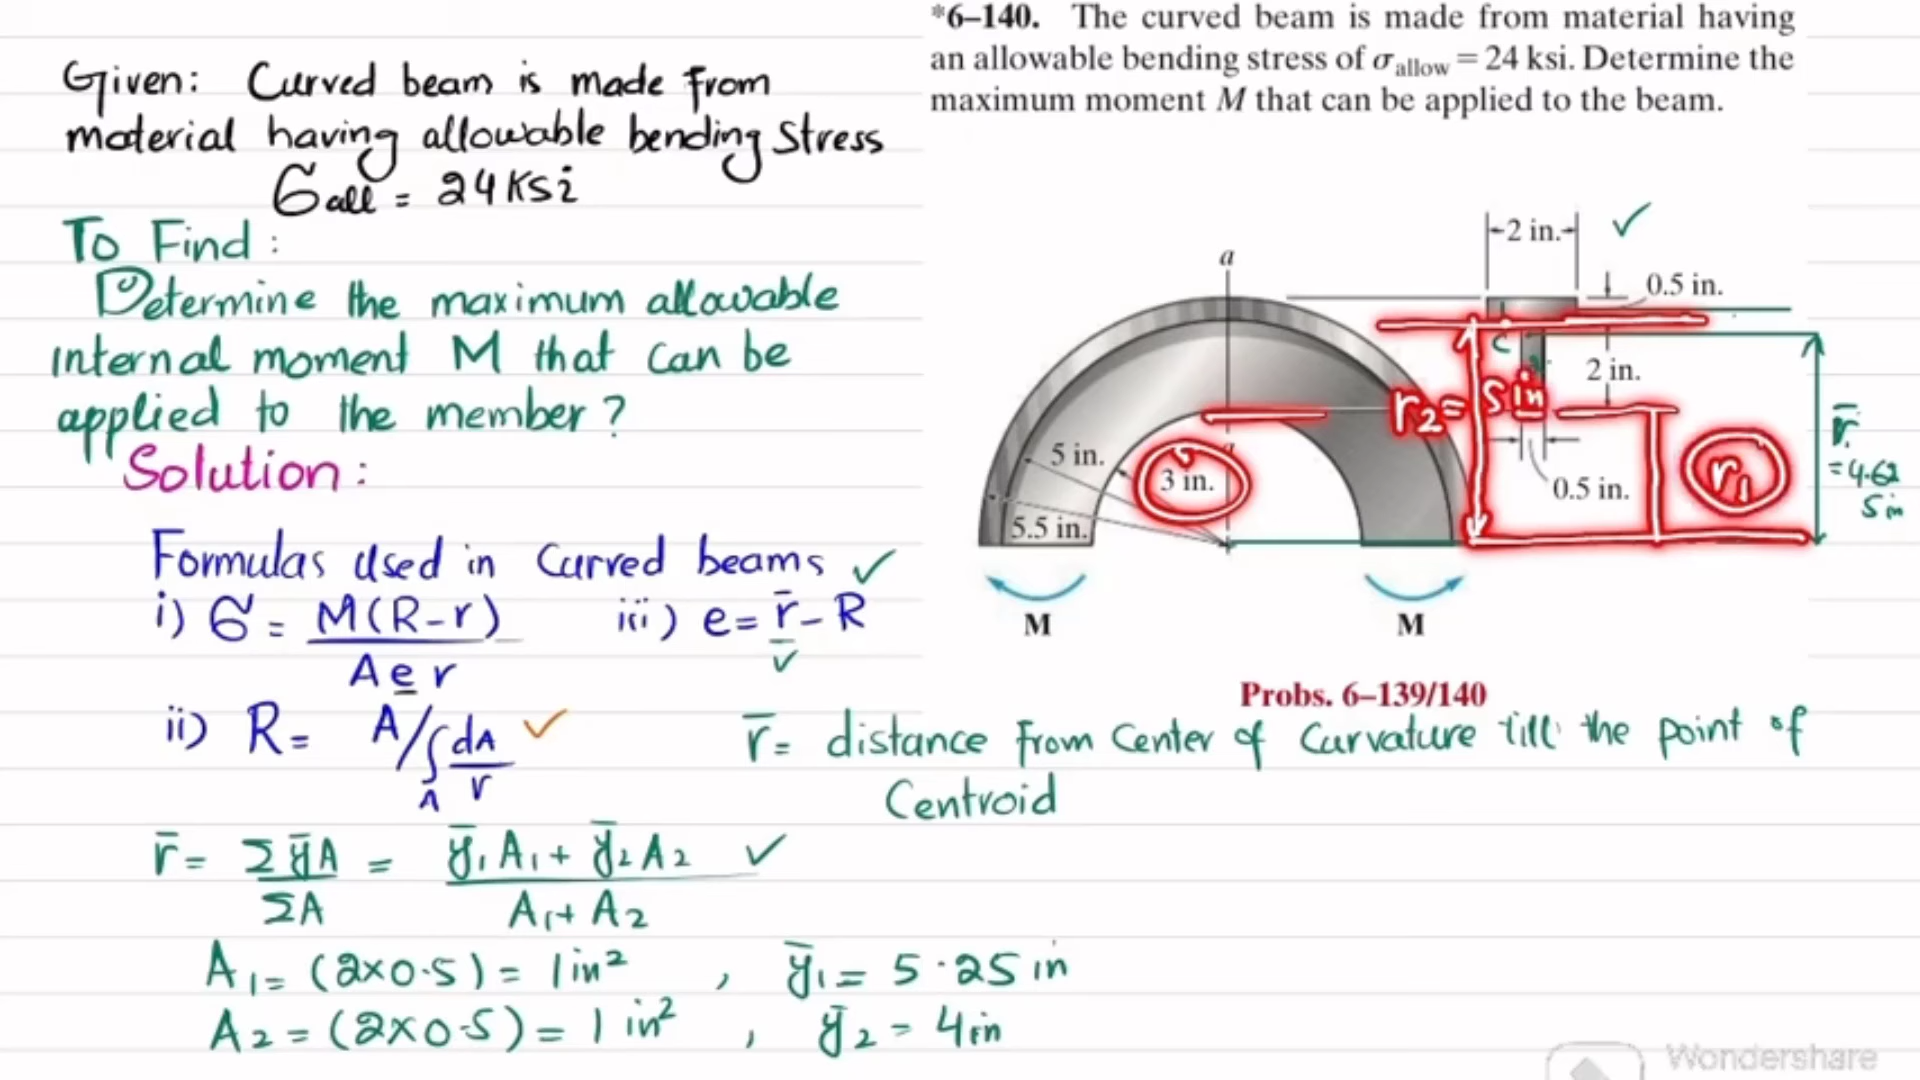 *6–140. The curved beam is made from material having
an allowable bending stress of σallow = 24 ksi. Determine the
maximum moment M that can be applied to the beam.
Given: Curved beam is made from
material having allowable bending stress
σall = 24 ksi
To Find:
Determine the maximum allowable
internal moment M that can be
applied to the member?
Solution:
Formulas used in curved beams ✓
i) σ = M(R-r) / A e r
iii) e = r̄ - R
✓
ii) R = A / ∫A dA/r ✓
r̄ = distance from center of curvature till the point of
centroid
r̄ = ΣȳA / ΣA = ȳ1A1 + ȳ2A2 / A1 + A2 ✓
A1 = (2×0.5) = 1 in² , ȳ1 = 5.25 in
A2 = (2×0.5) = 1 in² , ȳ2 = 4 in
a
2 in. ✓
0.5 in.
C
2 in.
r2 = 5 in
5 in.
3 in.
a
0.5 in.
r1
r̄
= 4.62
5 in
5.5 in.
M
M
Probs. 6–139/140
Wondershare